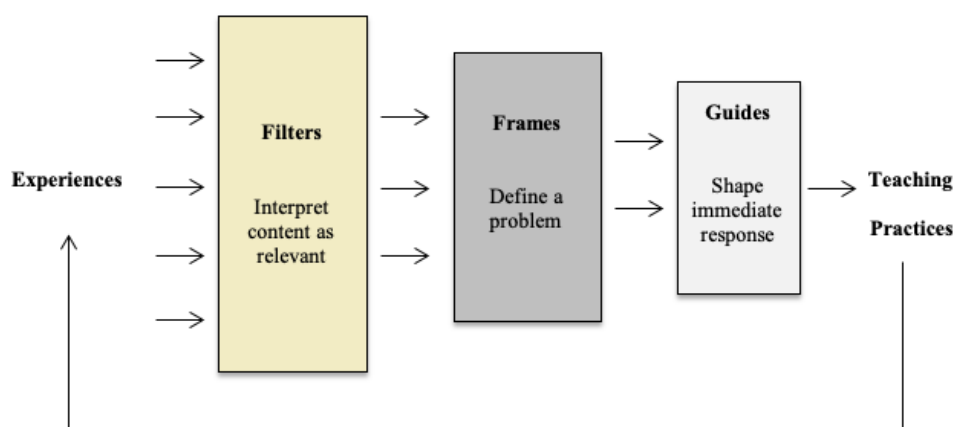 Experiences
Filters
Interpret
content as
relevant
Frames
Define a
problem
Guides
Shape
immediate
response
Teaching
Practices